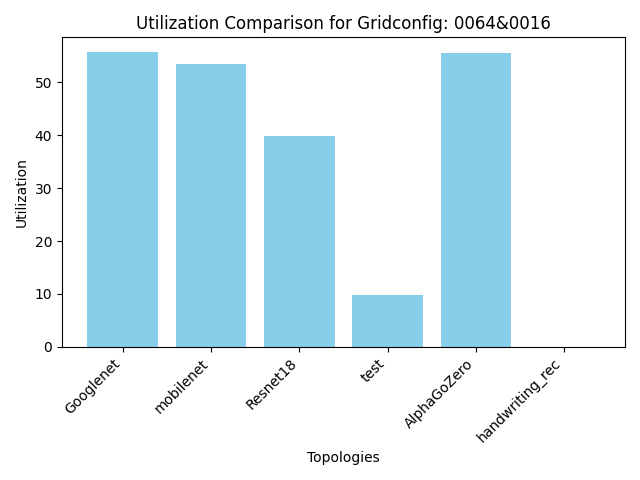 Utilization Comparison for Gridconfig: 0064&0016
Utilization
50
40
30
20
10
0
Googlenet
mobilenet
Resnet18
test
AlphaGoZero
handwriting_rec
Topologies